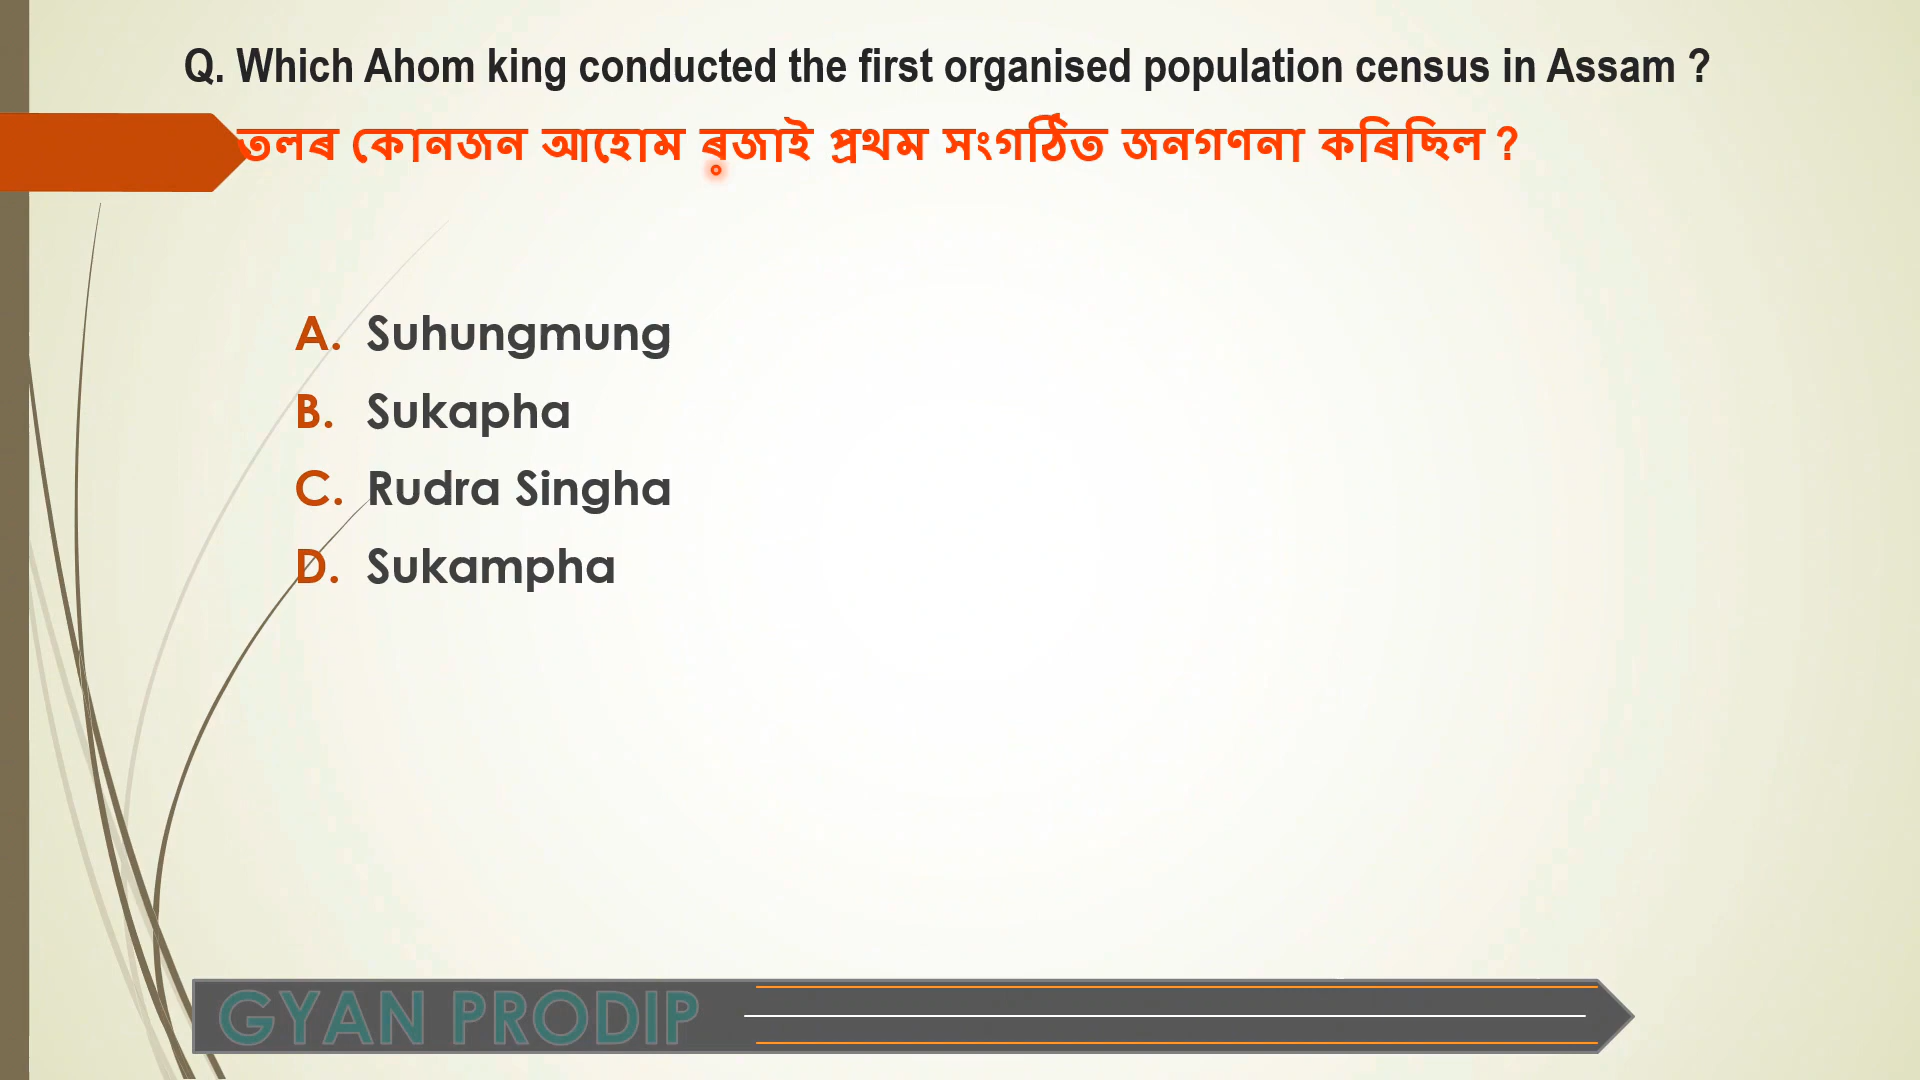 Q. Which Ahom king conducted the first organised population census in Assam ?
তলৰ কোনজন আহোম ৰজাই প্ৰথম সংগঠিত জনগণনা কৰিছিল ?
A. Suhungmung
B. Sukapha
C. Rudra Singha
D. Sukampha
GYAN PRODIP